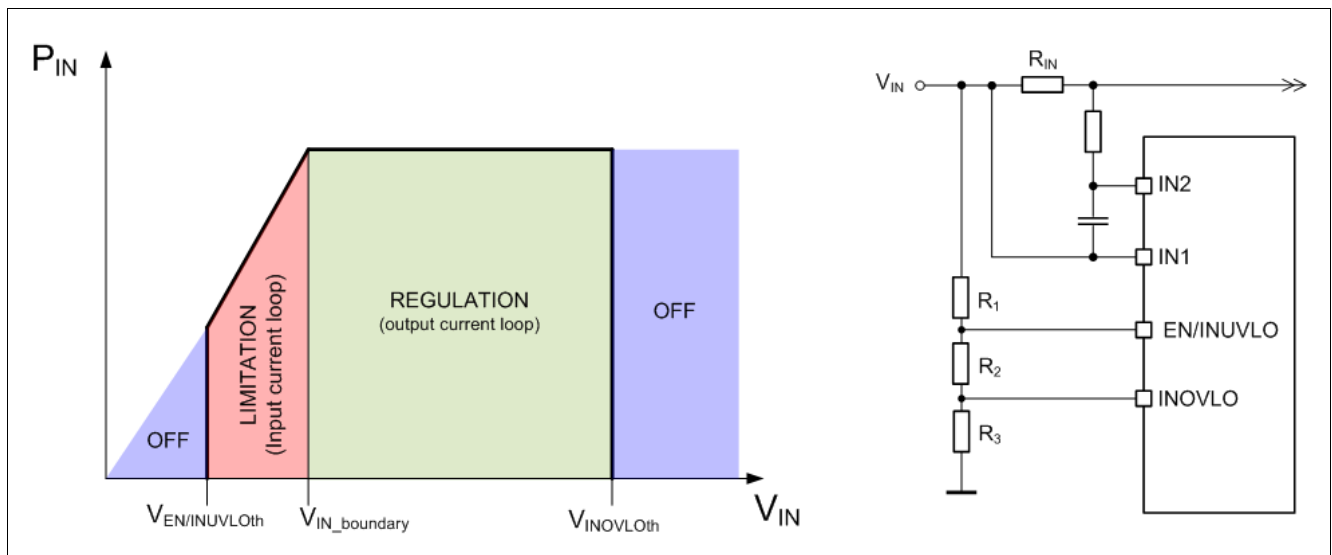 P_IN
OFF
LIMITATION
(Input current loop)
REGULATION
(output current loop)
OFF
V_EN/INUVLOth
V_IN_boundary
V_INOVLOth
V_IN
V_IN
R_IN
IN2
IN1
R_1
EN/INUVLO
R_2
INOVLO
R_3